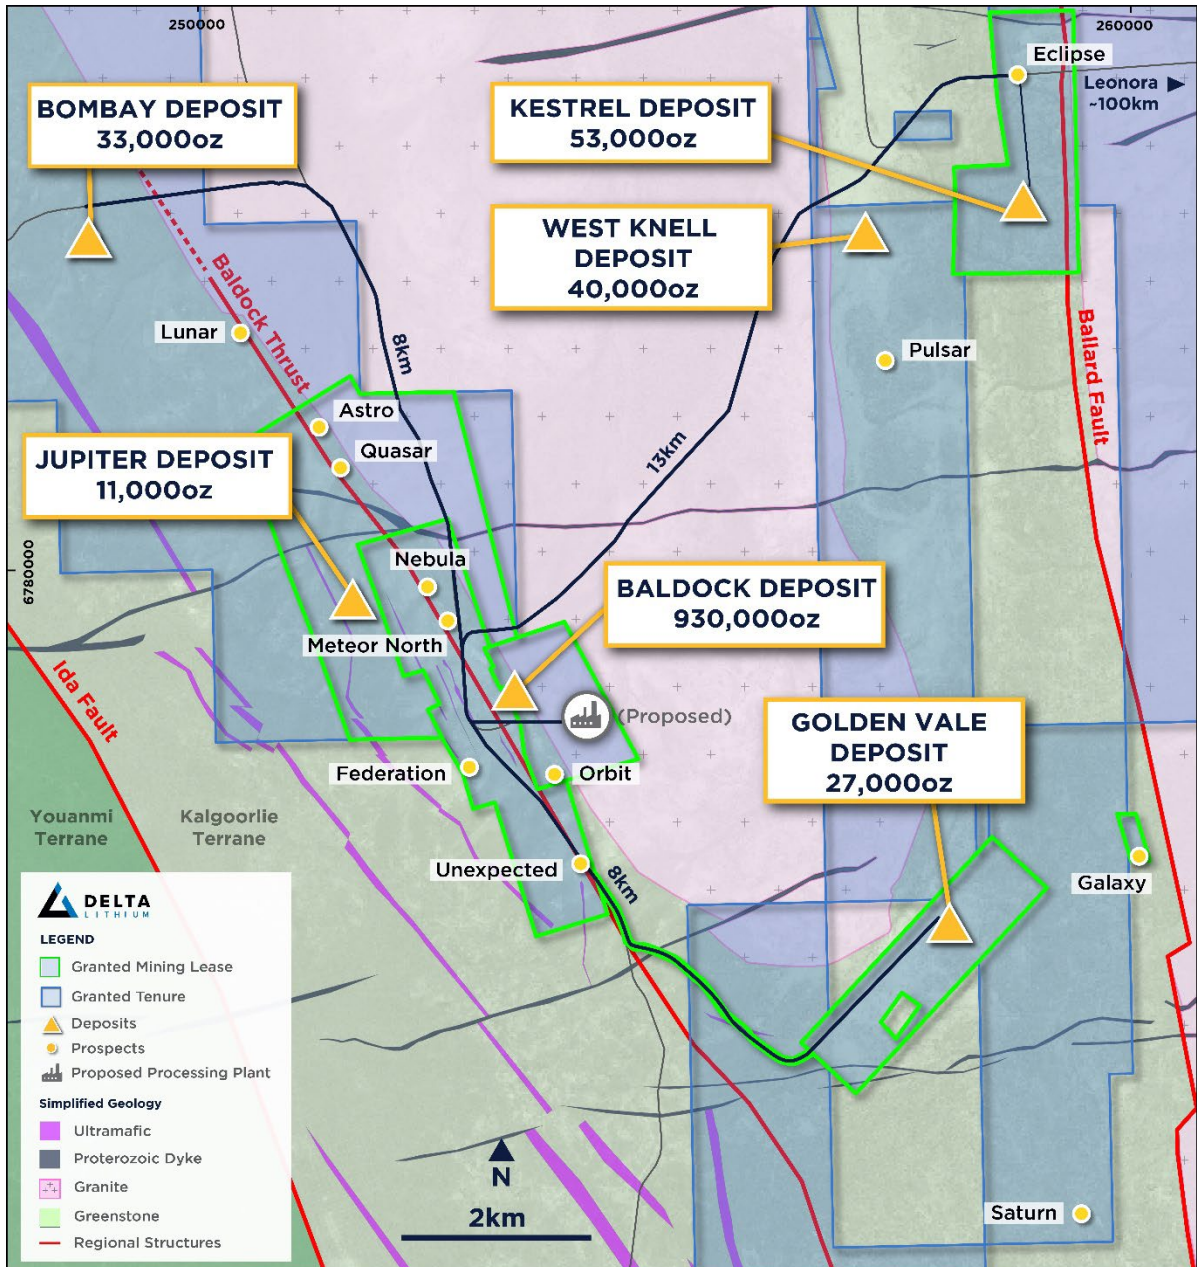 250000
260000
Eclipse
Leonora
~100km
BOMBAY DEPOSIT
33,000oz
KESTREL DEPOSIT
53,000oz
WEST KNELL
DEPOSIT
40,000oz
Lunar
Baldock Thrust
8km
Pulsar
Ballard Fault
Astro
Quasar
13km
JUPITER DEPOSIT
11,000oz
6780000
Nebula
Meteor North
BALDOCK DEPOSIT
930,000oz
Ida Fault
(Proposed)
GOLDEN VALE
DEPOSIT
27,000oz
Federation
Orbit
Youanmi
Terrane
Kalgoorlie
Terrane
Unexpected
8km
Galaxy
DELTA
LITHIUM
LEGEND
Granted Mining Lease
Granted Tenure
Deposits
Prospects
Proposed Processing Plant
Simplified Geology
Ultramafic
Proterozoic Dyke
Granite
Greenstone
Regional Structures
N
2km
Saturn